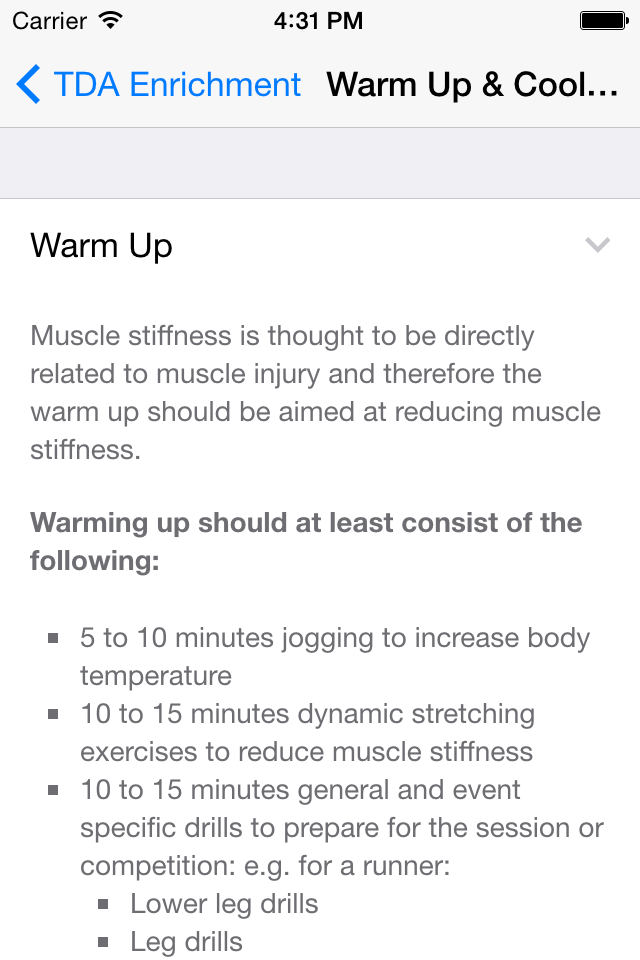 Carrier 4:31 PM
TDA Enrichment Warm Up & Cool...
Warm Up
Muscle stiffness is thought to be directly
related to muscle injury and therefore the
warm up should be aimed at reducing muscle
stiffness.
Warming up should at least consist of the
following:
▪ 5 to 10 minutes jogging to increase body
temperature
▪ 10 to 15 minutes dynamic stretching
exercises to reduce muscle stiffness
▪ 10 to 15 minutes general and event
specific drills to prepare for the session or
competition: e.g. for a runner:
▪ Lower leg drills
▪ Leg drills